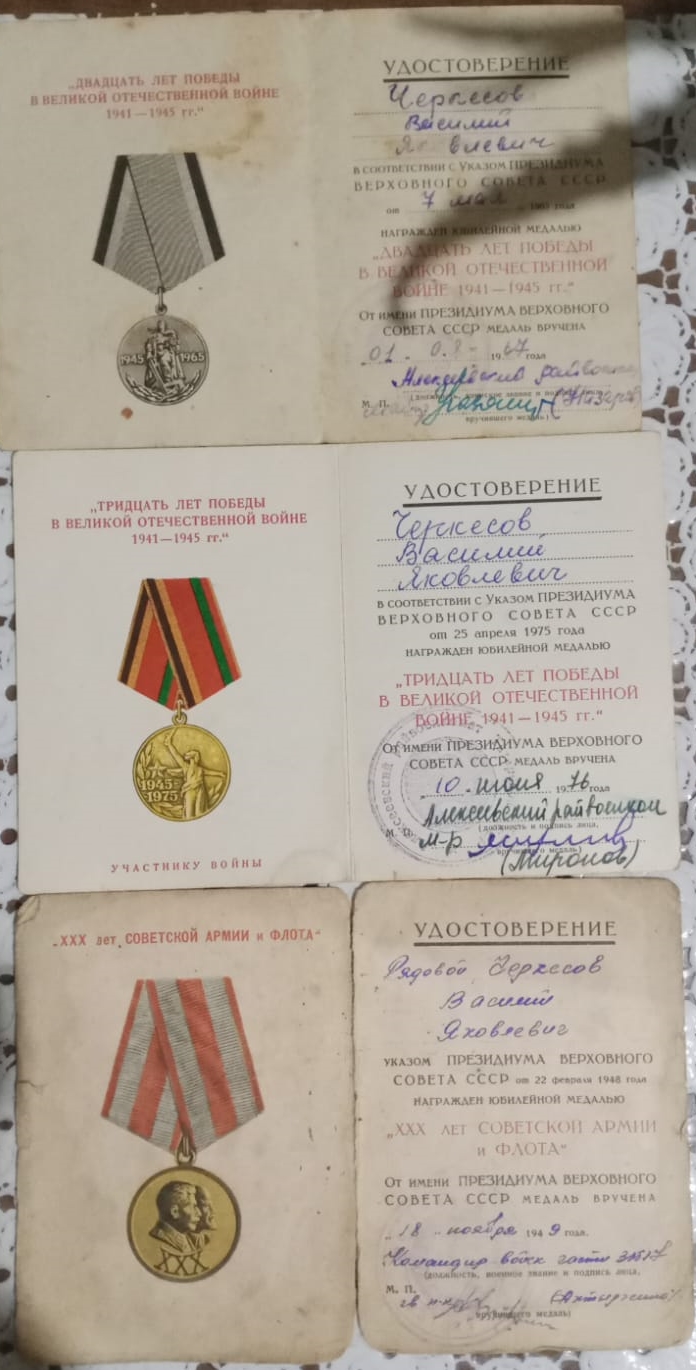 „ДВАДЦАТЬ ЛЕТ ПОБЕДЫ
В ВЕЛИКОЙ ОТЕЧЕСТВЕННОЙ ВОЙНЕ
1941—1945 гг.“
1945 1965
УДОСТОВЕРЕНИЕ
Черкесов
Василий
Яковлевич
В СООТВЕТСТВИИ С УКАЗОМ ПРЕЗИДИУМА
ВЕРХОВНОГО СОВЕТА СССР
от 7 мая года
НАГРАЖДЕН ЮБИЛЕЙНОЙ МЕДАЛЬЮ
„ДВАДЦАТЬ ЛЕТ ПОБЕДЫ
В ВЕЛИКОЙ ОТЕЧЕСТВЕННОЙ
ВОЙНЕ 1941—1945 гг.“
От имени ПРЕЗИДИУМА ВЕРХОВНОГО
СОВЕТА СССР МЕДАЛЬ ВРУЧЕНА
01. 08 1967 года
М. П.
вручившего медаль)
„ТРИДЦАТЬ ЛЕТ ПОБЕДЫ
В ВЕЛИКОЙ ОТЕЧЕСТВЕННОЙ ВОЙНЕ
1941—1945 гг.“
1945
1975
УЧАСТНИКУ ВОЙНЫ
УДОСТОВЕРЕНИЕ
Черкесов
Василий
Яковлевич
В СООТВЕТСТВИИ С УКАЗОМ ПРЕЗИДИУМА
ВЕРХОВНОГО СОВЕТА СССР
от 25 апреля 1975 года
НАГРАЖДЕН ЮБИЛЕЙНОЙ МЕДАЛЬЮ
„ТРИДЦАТЬ ЛЕТ ПОБЕДЫ
В ВЕЛИКОЙ ОТЕЧЕСТВЕННОЙ
ВОЙНЕ 1941—1945 гг.“
От имени ПРЕЗИДИУМА ВЕРХОВНОГО
СОВЕТА СССР МЕДАЛЬ ВРУЧЕНА
10 1976 года
Алексеевский райвоенком
(должность и подпись лица,
М. П. м-р
вручившего медаль)
(Миронов)
„XXX лет СОВЕТСКОЙ АРМИИ и ФЛОТА“
XXX
УДОСТОВЕРЕНИЕ
Рядовой Черкесов
Василий
Яковлевич
УКАЗОМ ПРЕЗИДИУМА ВЕРХОВНОГО
СОВЕТА СССР от 22 февраля 1948 года
НАГРАЖДЕН ЮБИЛЕЙНОЙ МЕДАЛЬЮ
„XXX ЛЕТ СОВЕТСКОЙ АРМИИ
и ФЛОТА“
От имени ПРЕЗИДИУМА ВЕРХОВНОГО
СОВЕТА СССР МЕДАЛЬ ВРУЧЕНА
„18„ ноября 1949 года.
Командир войск части
(должность, военное звание и подпись лица,
М. П.
вручившего медаль)